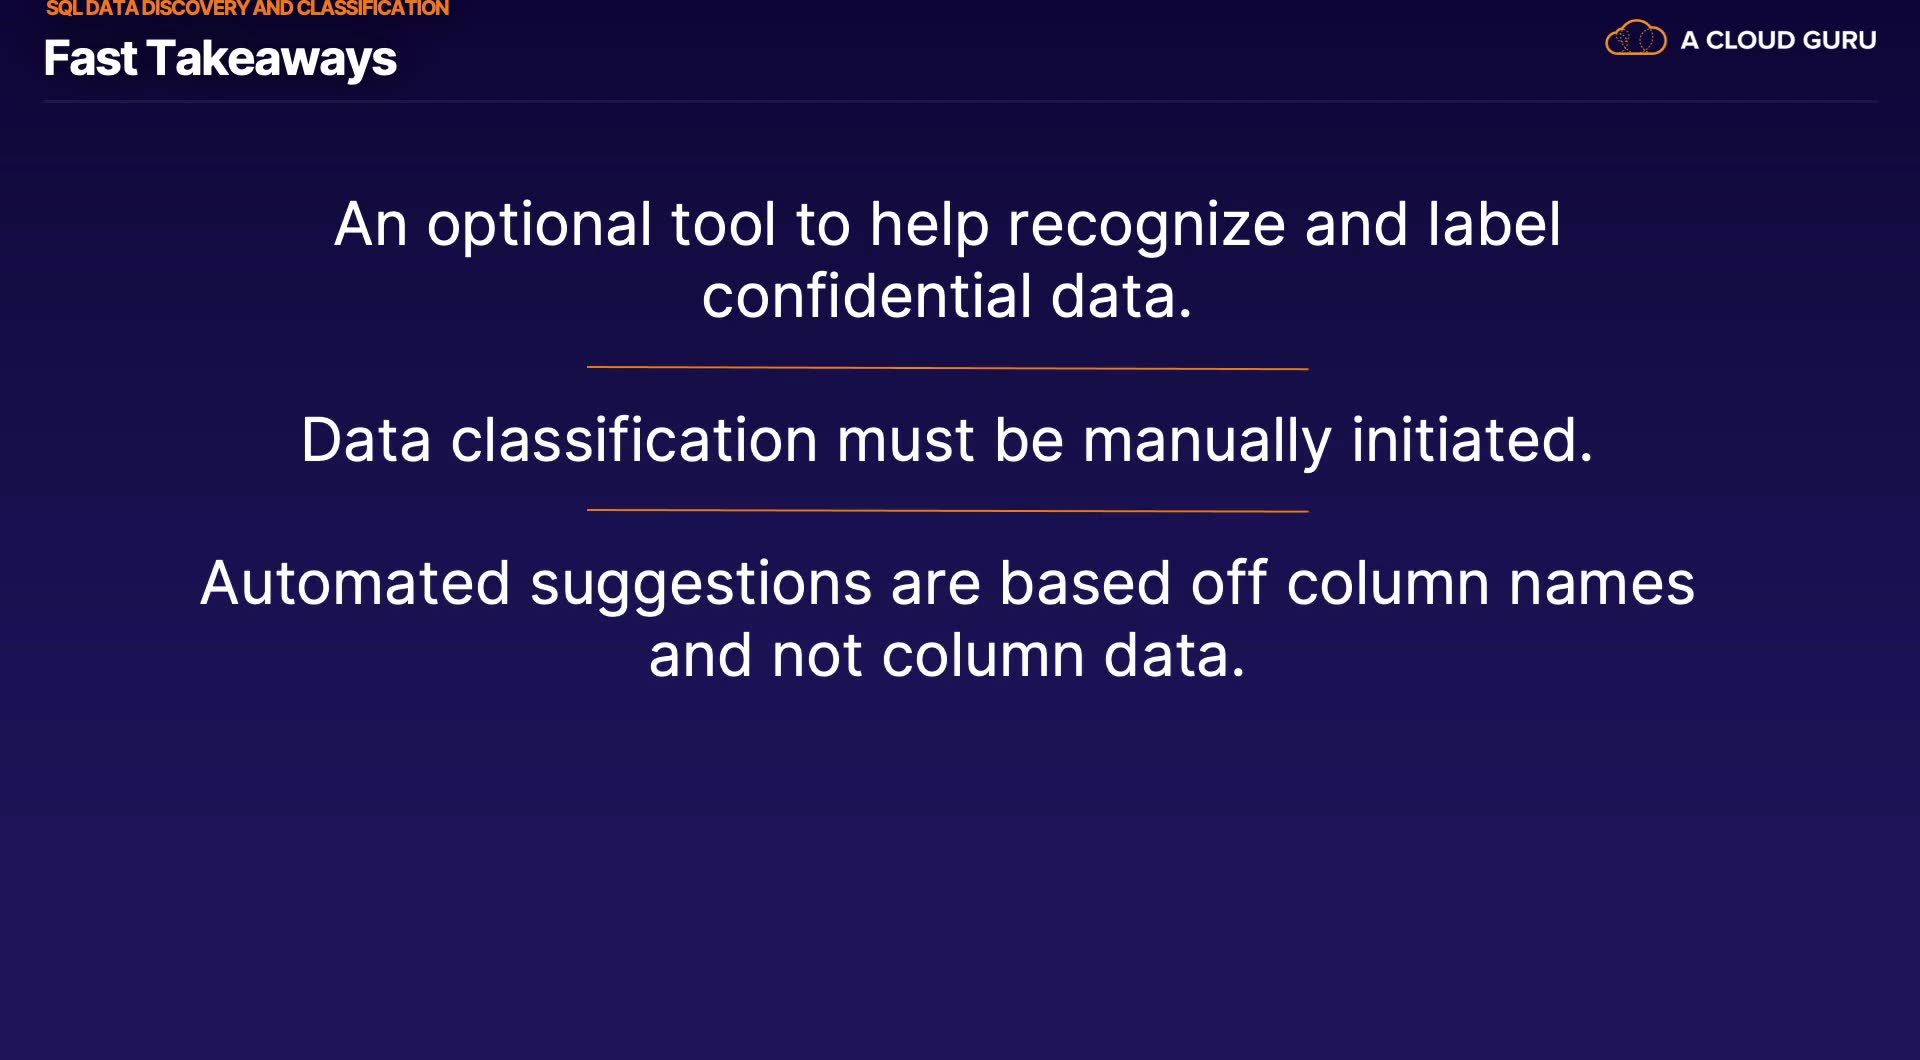 SQL DATA DISCOVERY AND CLASSIFICATION
Fast Takeaways
A CLOUD GURU
An optional tool to help recognize and label
confidential data.
Data classification must be manually initiated.
Automated suggestions are based off column names
and not column data.